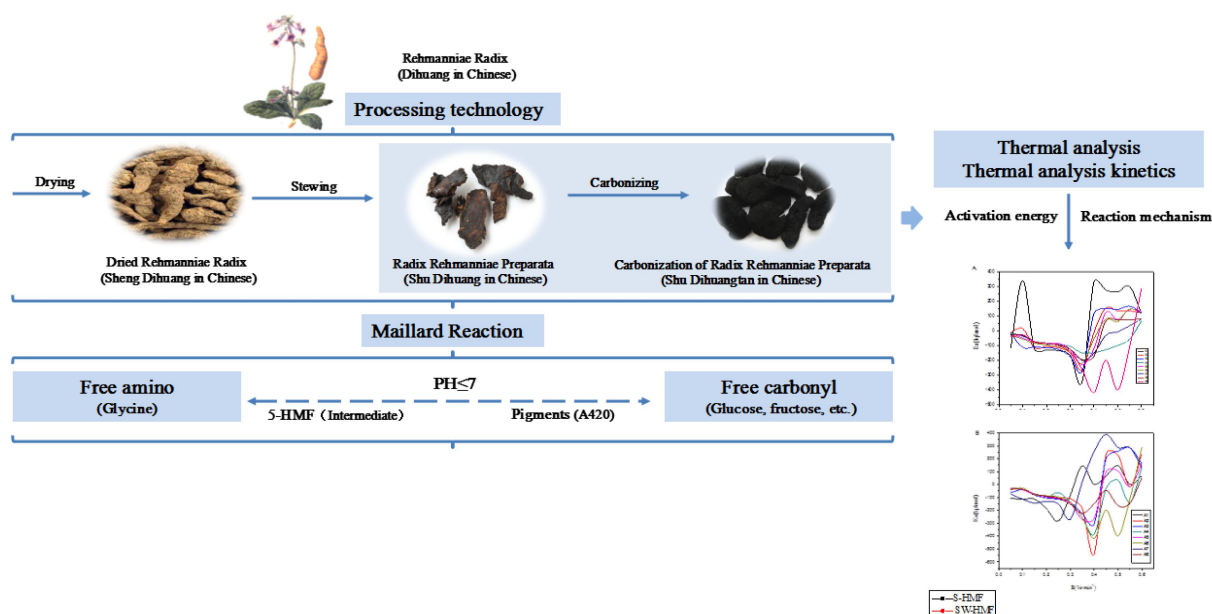 Rehmanniae Radix
(Dihuang in Chinese)
Processing technology
Drying
Stewing
Carbonizing
Dried Rehmanniae Radix
(Sheng Dihuang in Chinese)
Radix Rehmanniae Preparata
(Shu Dihuang in Chinese)
Carbonization of Radix Rehmanniae Preparata
(Shu Dihuangtan in Chinese)
Maillard Reaction
Free amino
(Glycine)
PH≤7
5-HMF（Intermediate）
Pigments (A420)
Free carbonyl
(Glucose, fructose, etc.)
Thermal analysis
Thermal analysis kinetics
Activation energy
Reaction mechanism
A
B
S-HMF
SW-HMF